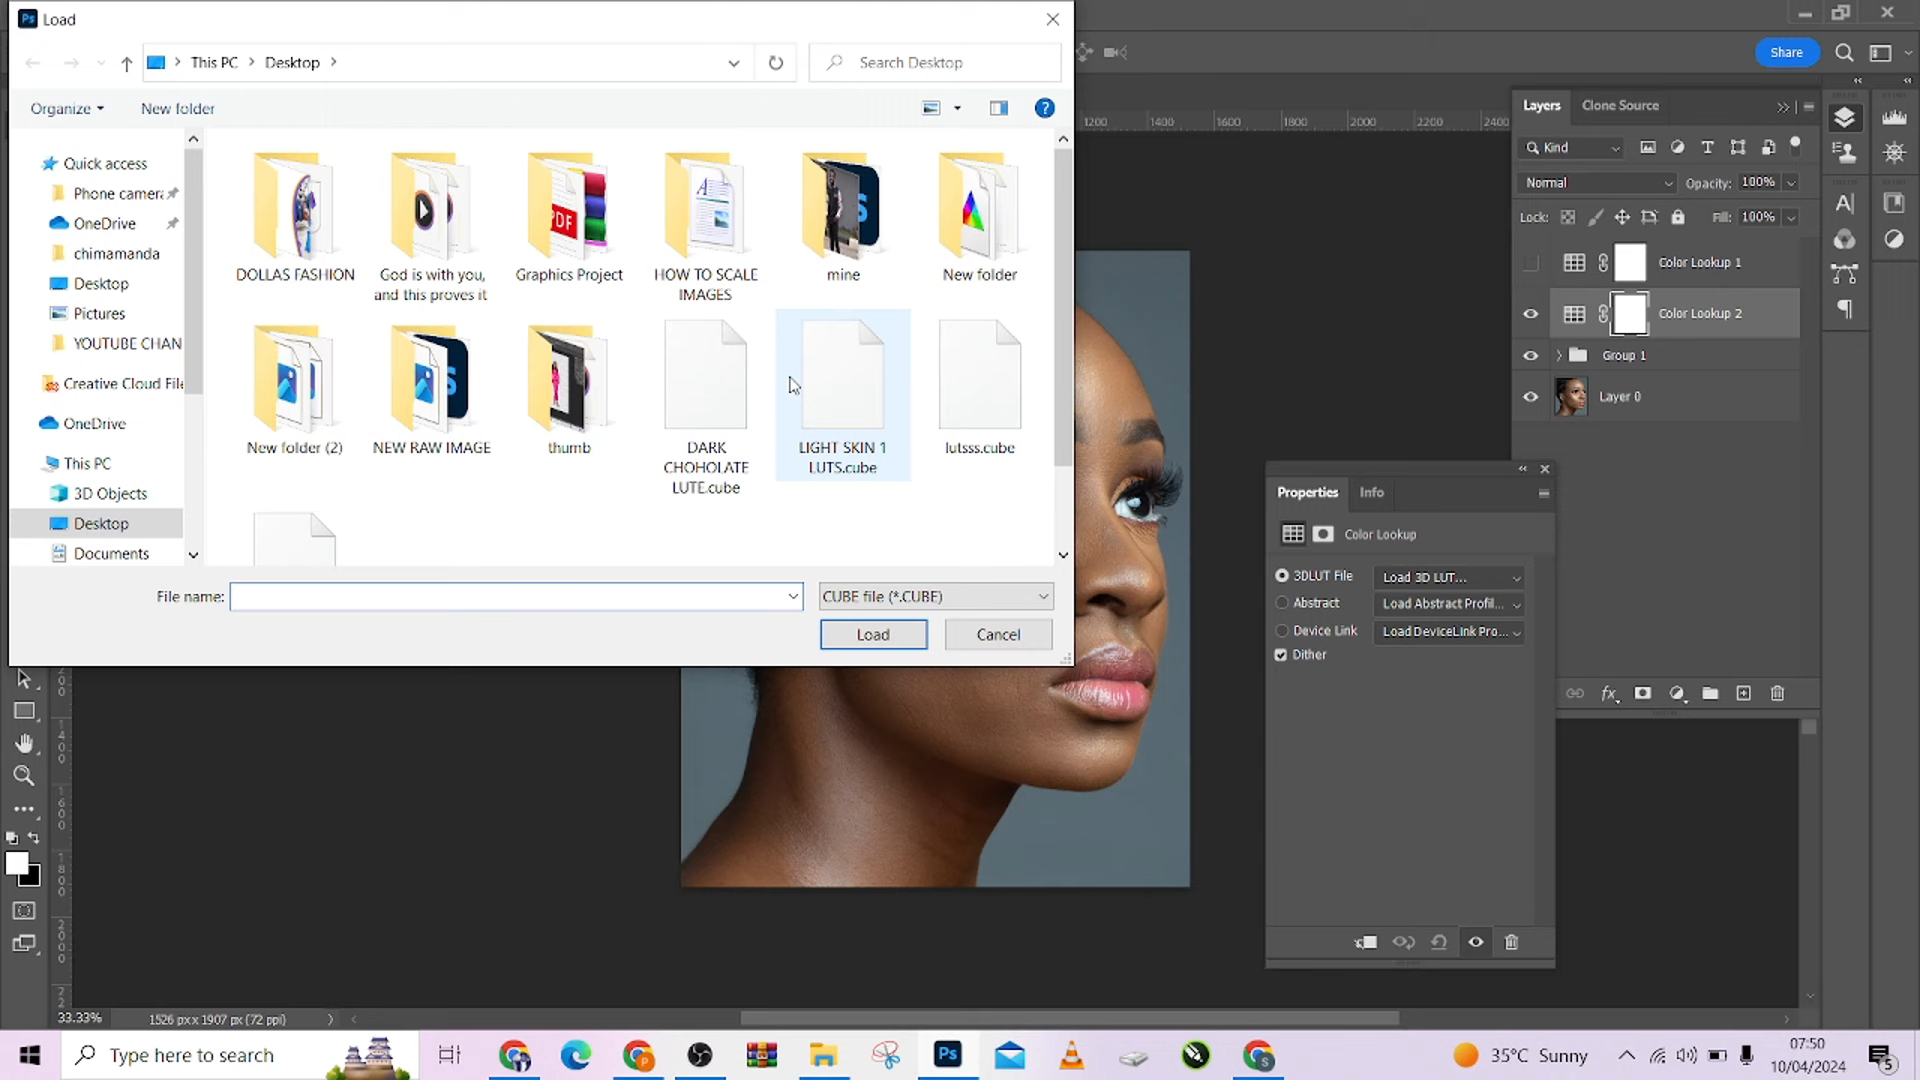 Load
This PC
Desktop
Search Desktop
Share
Organize
New folder
Quick access
Phone camera
OneDrive
chimamanda
Desktop
Pictures
YOUTUBE CHAN
Creative Cloud File
OneDrive
This PC
3D Objects
Desktop
Documents
DOLLAS FASHION
God is with you,
and this proves it
Graphics Project
HOW TO SCALE
IMAGES
mine
New folder
New folder (2)
NEW RAW IMAGE
thumb
DARK
CHOHOLATE
LUTE.cube
LIGHT SKIN 1
LUTS.cube
lutsss.cube
File name:
CUBE file (*.CUBE)
Load
Cancel
1200
1400
1600
1800
2000
2200
2400
Layers
Clone Source
Kind
Normal
Opacity: 100%
Lock:
Fill: 100%
Color Lookup 1
Color Lookup 2
Group 1
Layer 0
Properties
Info
Color Lookup
3DLUT File
Load 3D LUT...
Abstract
Load Abstract Profil...
Device Link
Load DeviceLink Pro...
Dither
33.33%
1526 px x 1907 px (72 ppi)
Type here to search
35°C Sunny
07:50
10/04/2024
5